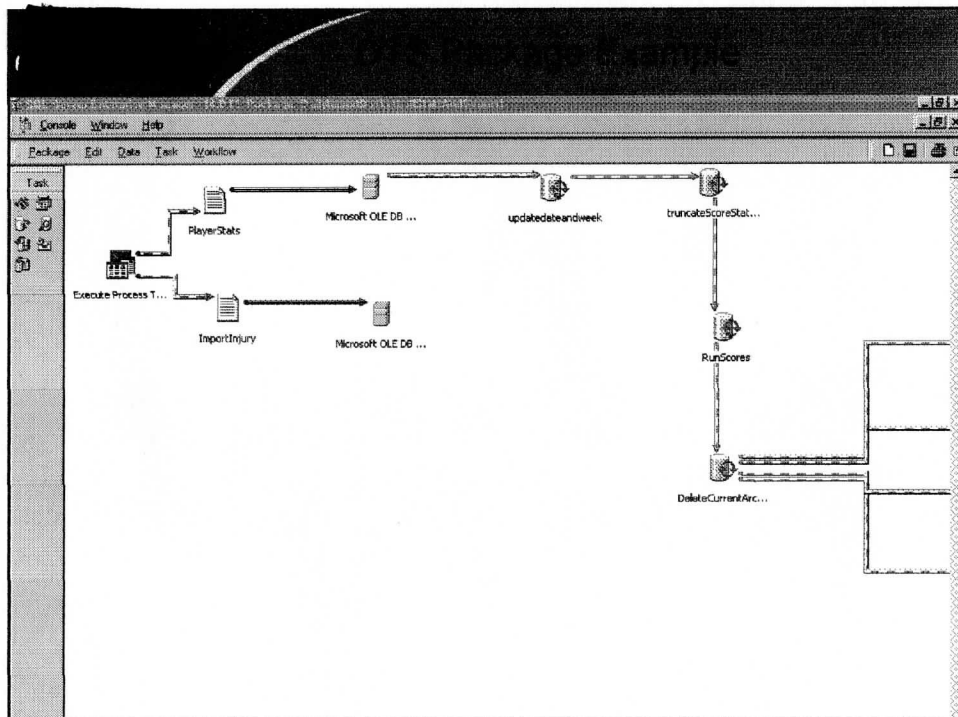 DTS Package Example
Console Window Help
Package Edit Data Task Workflow
Task
PlayerStats
Microsoft OLE DB ...
updatedateandweek
truncateScoreStat...
Execute Process T...
ImportInjury
Microsoft OLE DB ...
RunScores
DeleteCurrentArc...